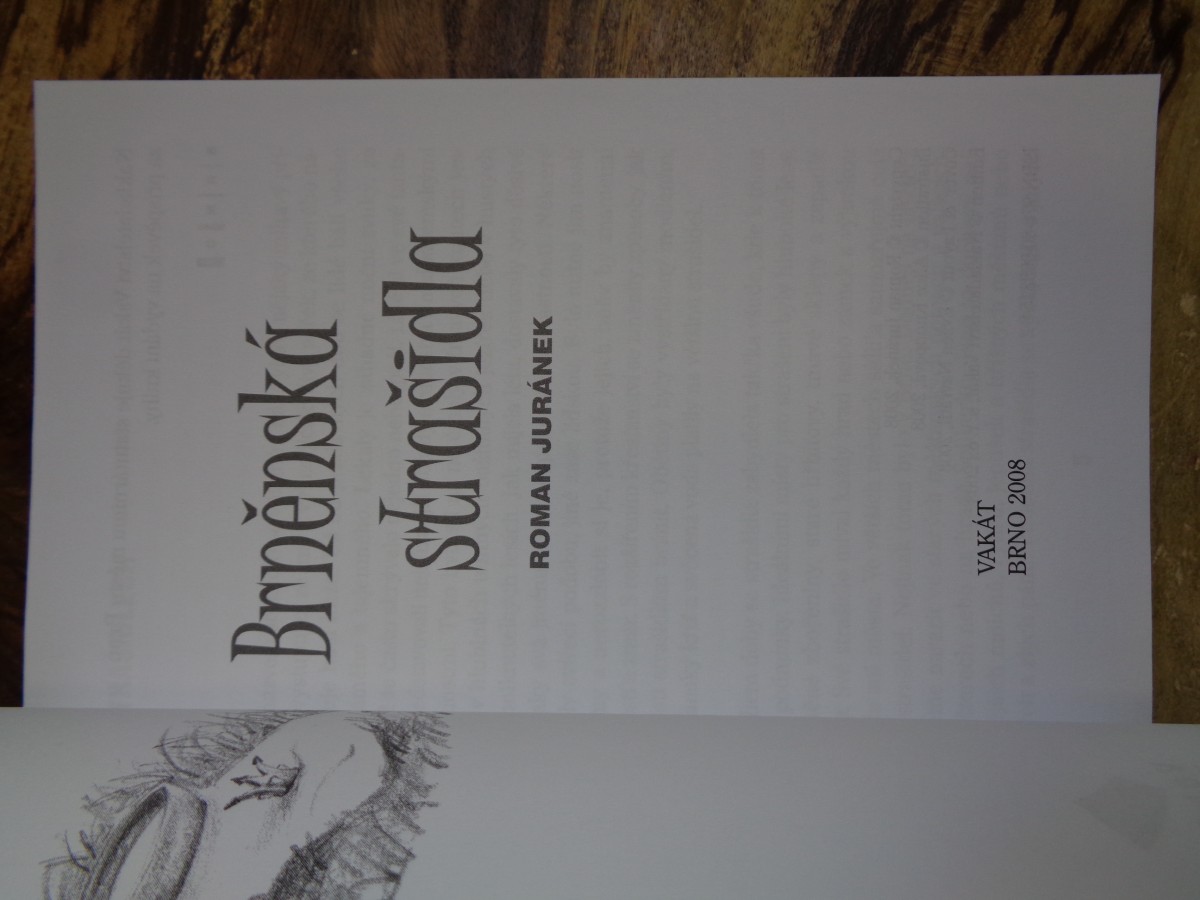 Brněnská
strašidla
ROMAN JURÁNEK
VAKÁT
BRNO 2008